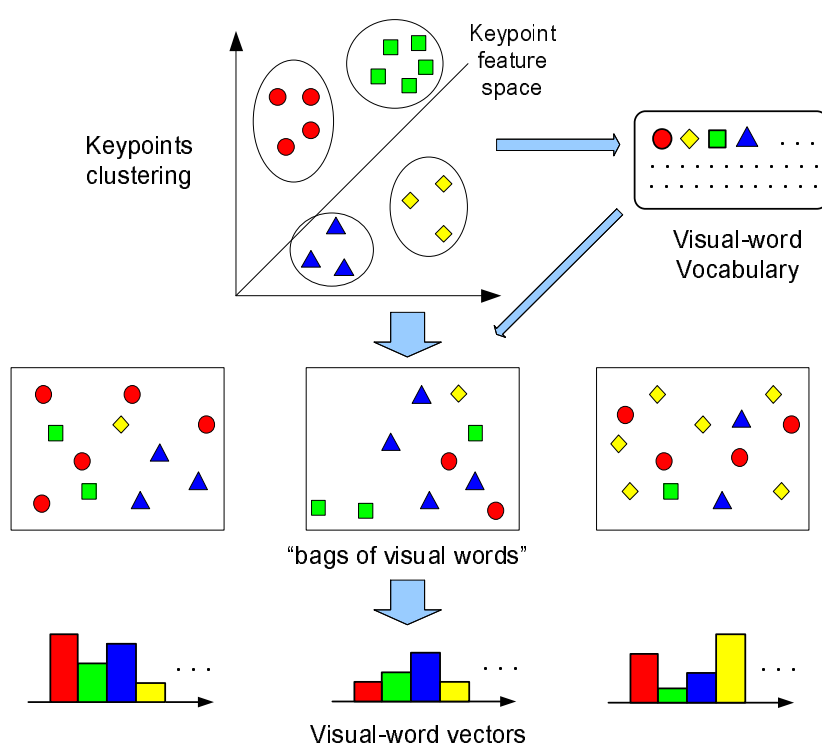 Keypoint
feature
space
Keypoints
clustering
. . . .
Visual-word
Vocabulary
“bags of visual words”
. . .
. . .
. . .
Visual-word vectors